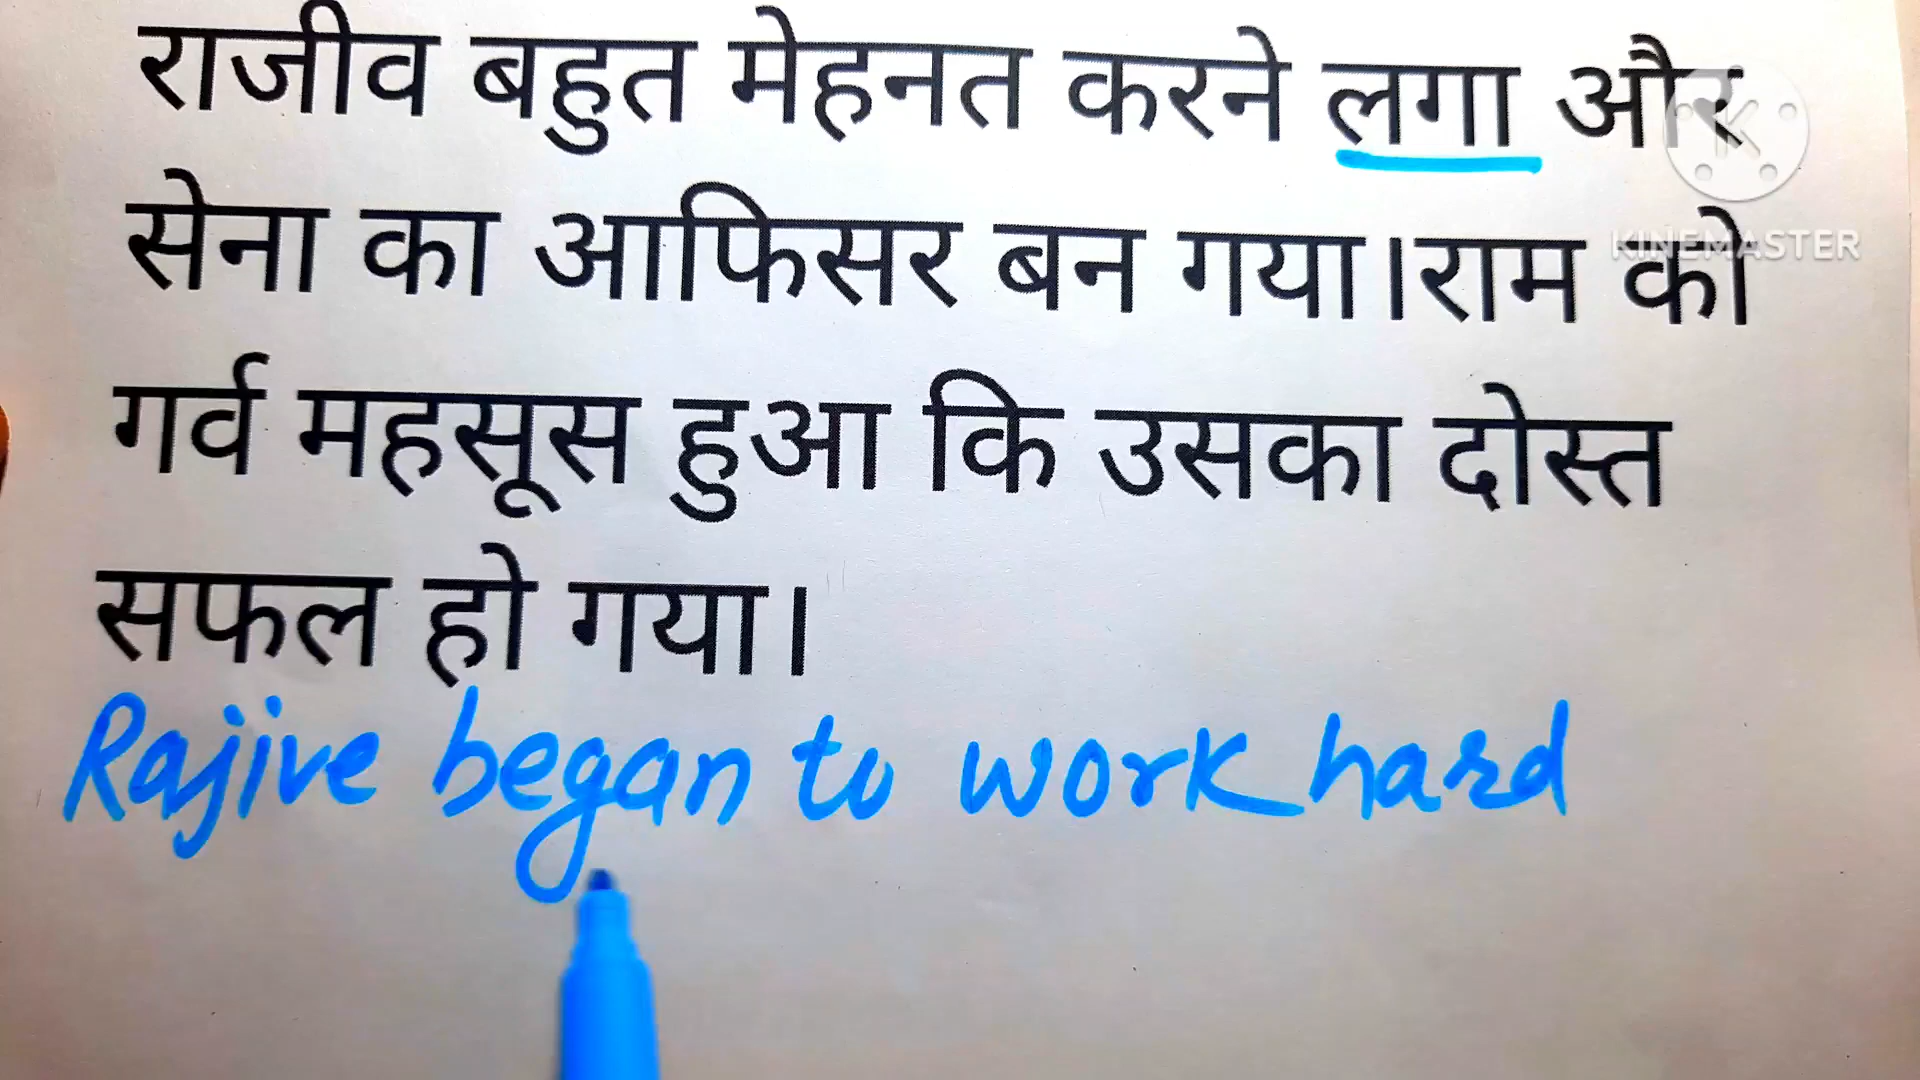 राजीव बहुत मेहनत करने लगा और
सेना का आफिसर बन गया।राम को
गर्व महसूस हुआ कि उसका दोस्त
सफल हो गया।
Rajive began to work hard
KINEMASTER